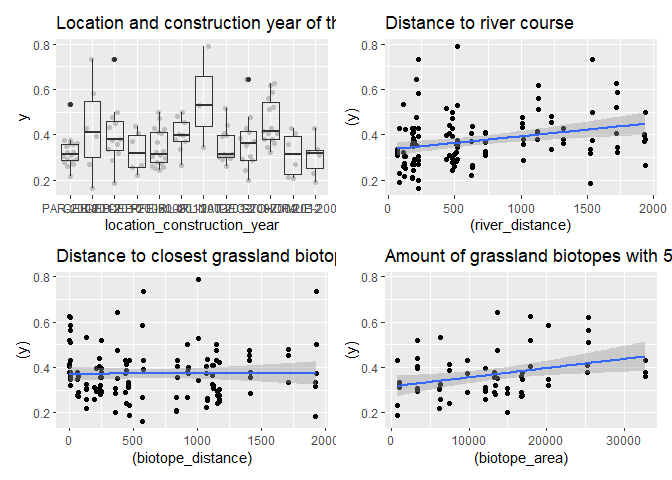 Location and construction year of th
0.8
0.6
0.4
0.2
y
location_construction_year
Distance to river course
0.8
0.6
0.4
0.2
(y)
0 500 1000 1500 2000
(river_distance)
Distance to closest grassland biotop
0.8
0.6
0.4
0.2
(y)
0 500 1000 1500 2000
(biotope_distance)
Amount of grassland biotopes with 5
0.8
0.6
0.4
0.2
(y)
0 10000 20000 30000
(biotope_area)